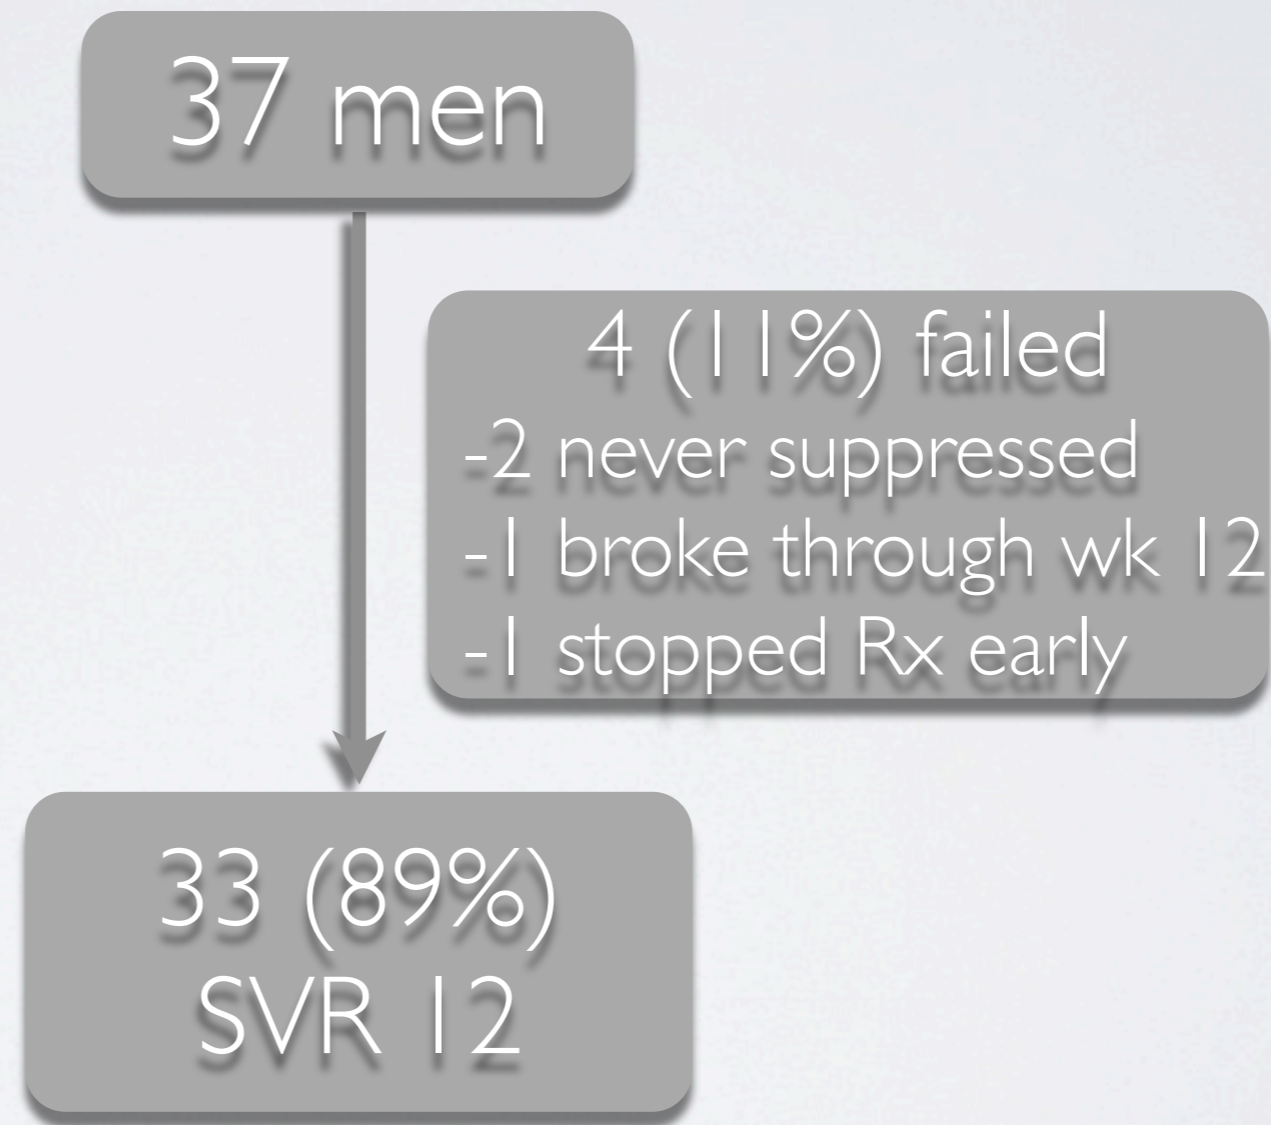 37 men
4 (11%) failed
-2 never suppressed
-1 broke through wk 12
-1 stopped Rx early
33 (89%)
SVR 12